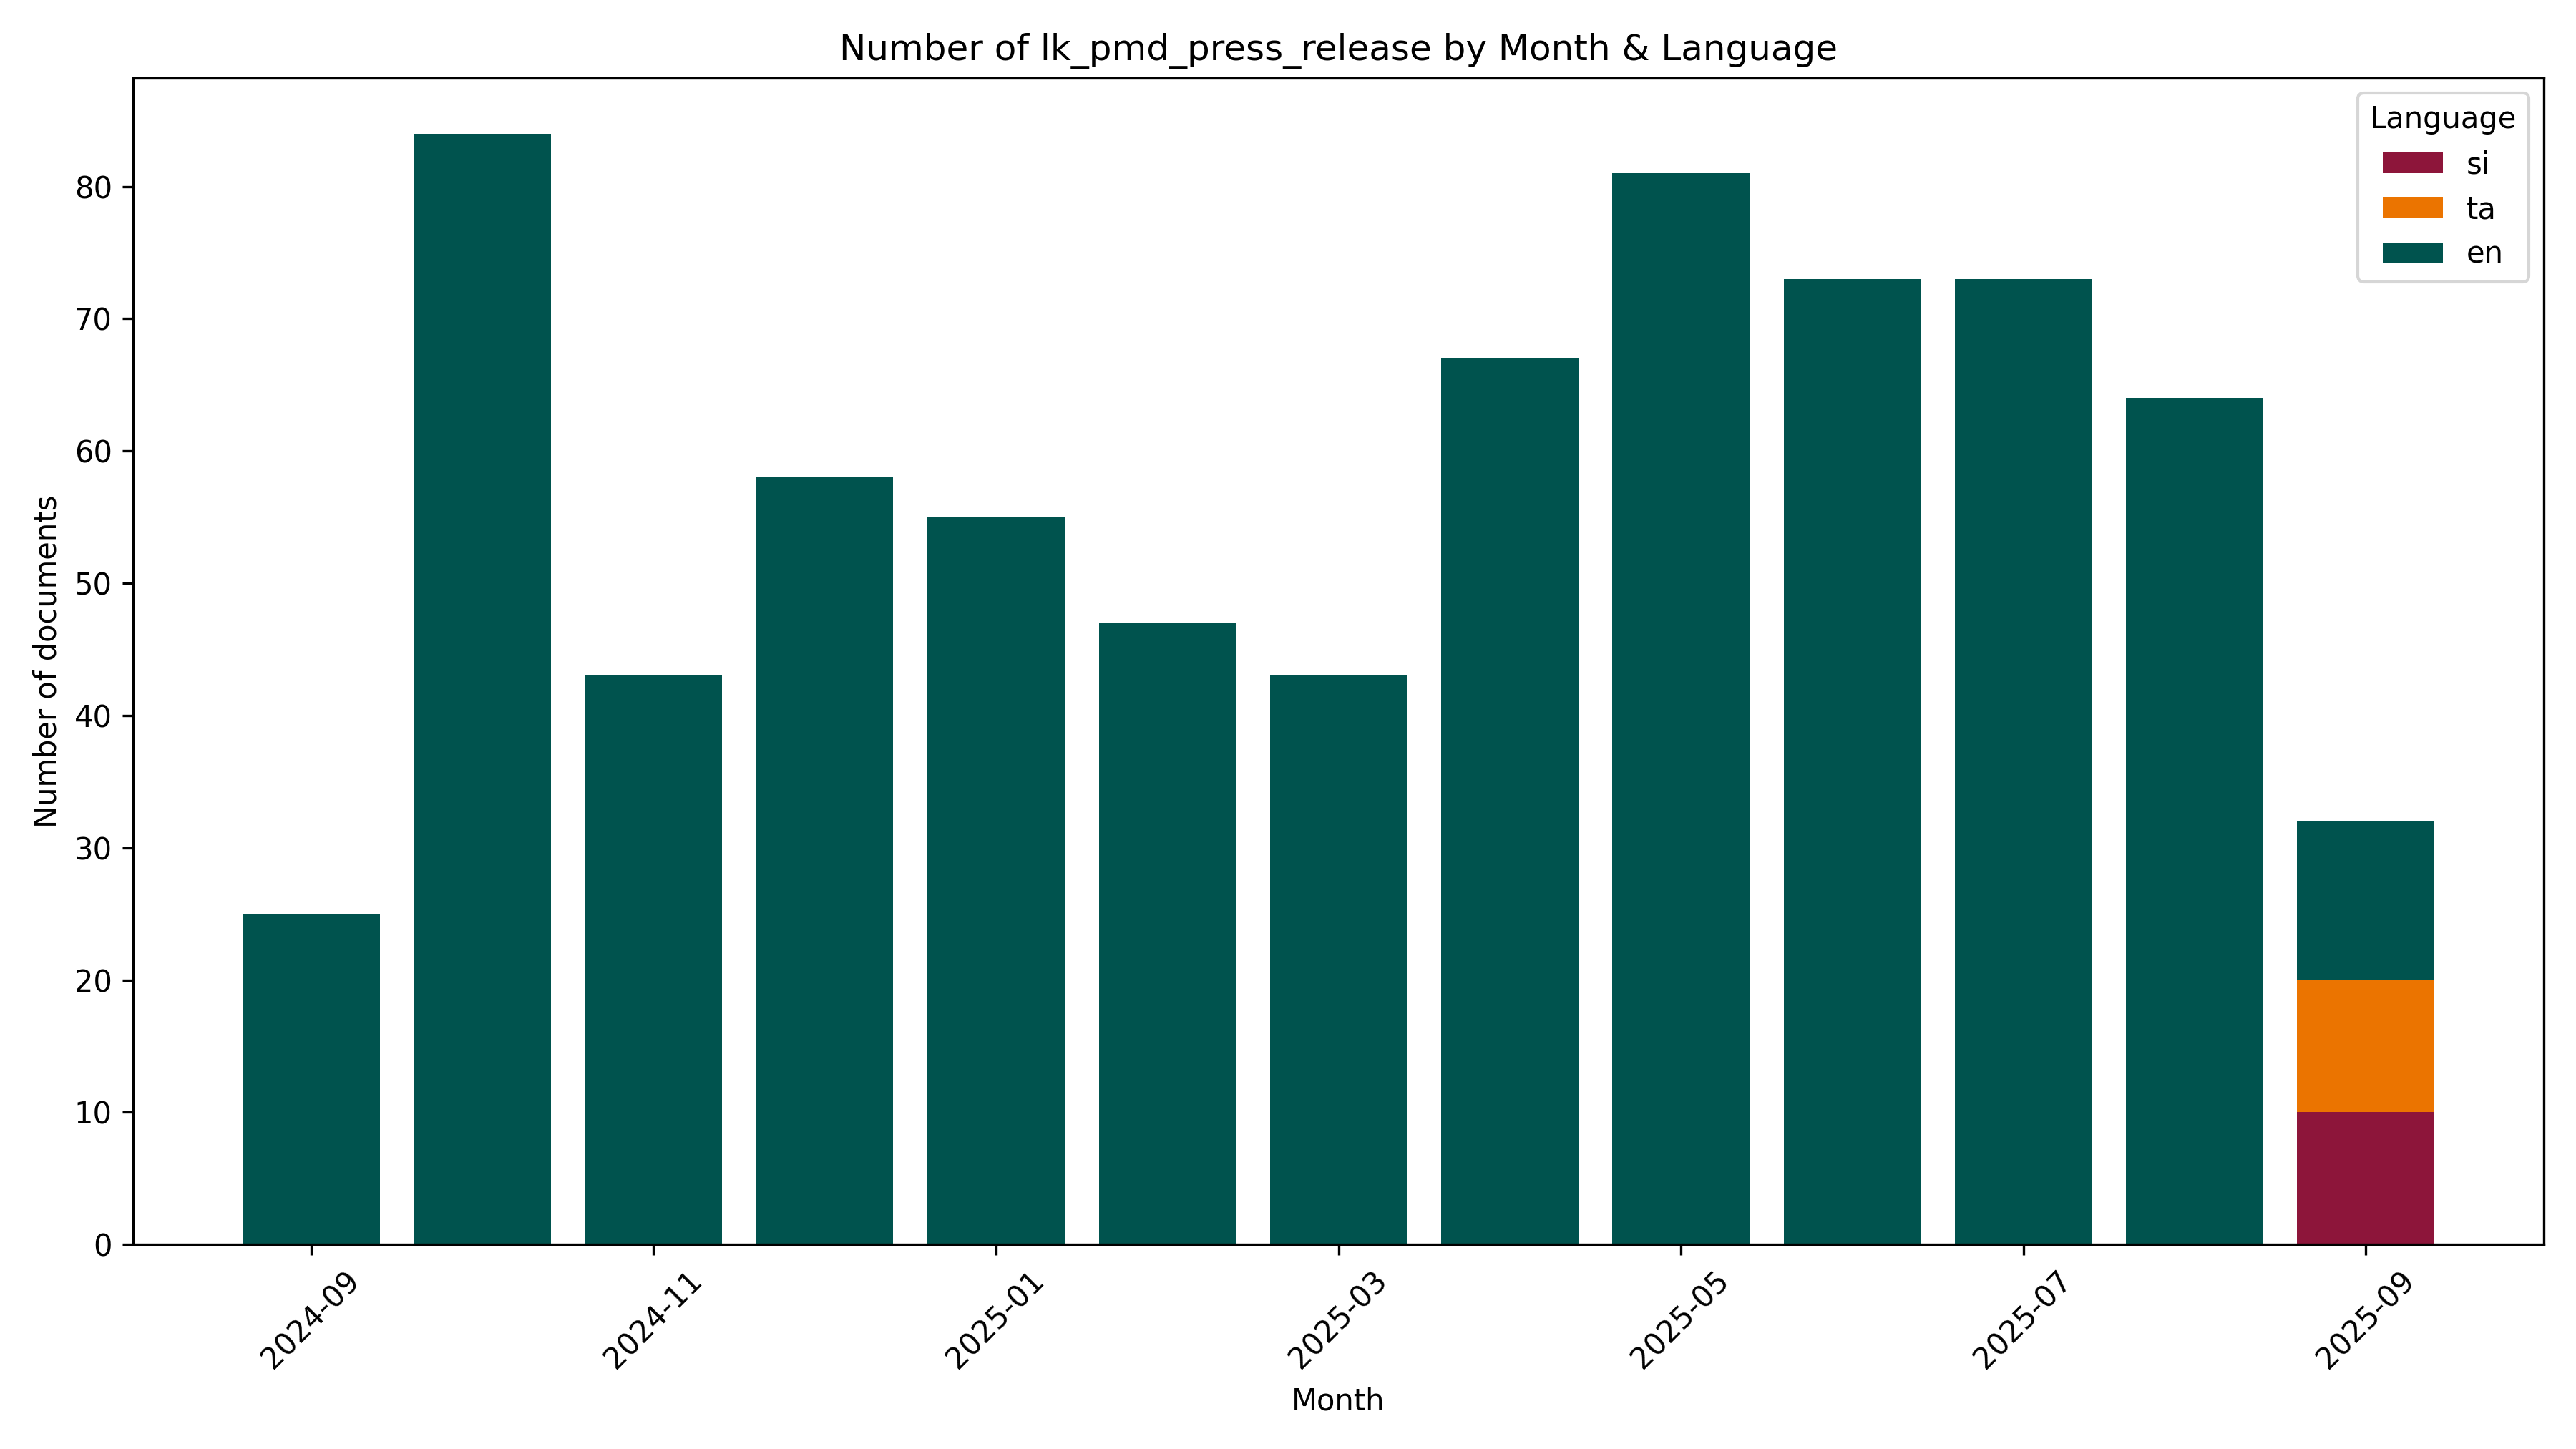 Number of lk_pmd_press_release by Month & Language
Language
si
ta
en
Number of documents
80
70
60
50
40
30
20
10
0
2024-09
2024-11
2025-01
2025-03
2025-05
2025-07
2025-09
Month